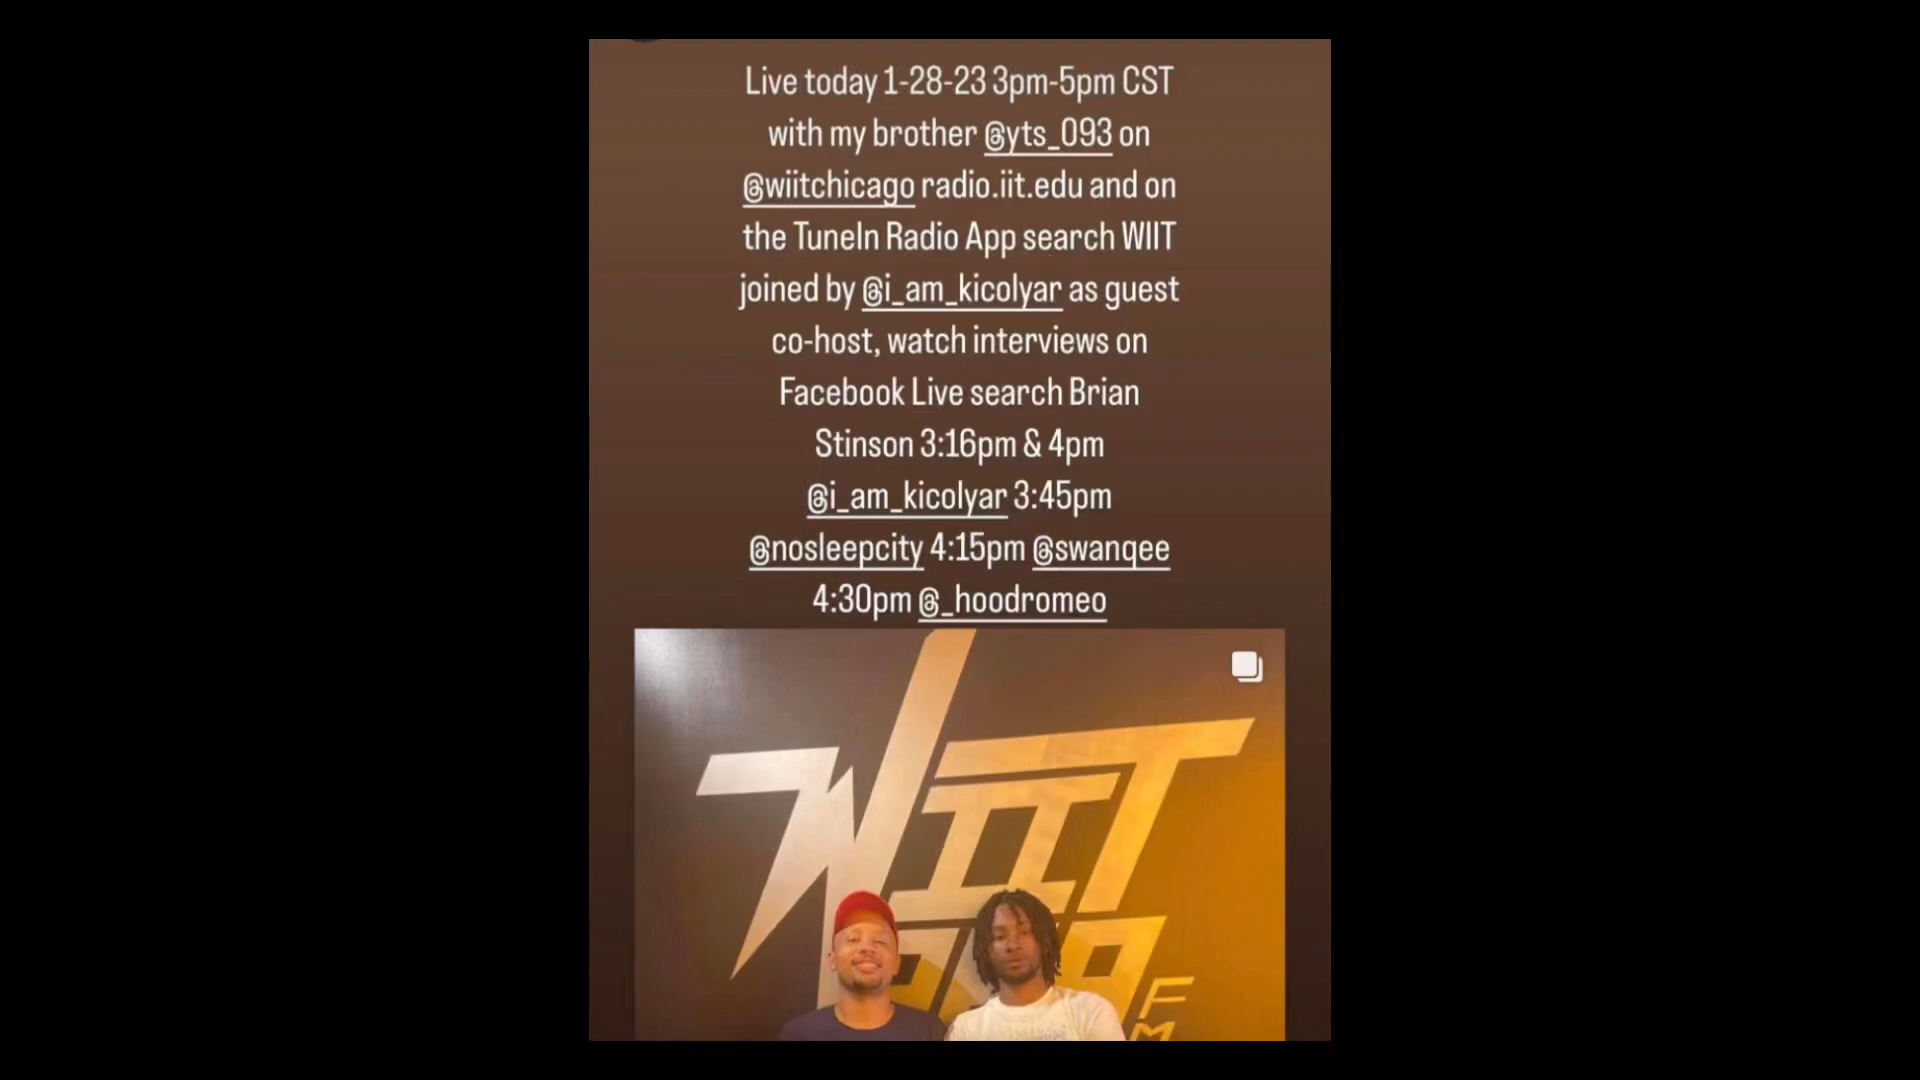 Live today 1-28-23 3pm-5pm CST
with my brother @yts_093 on
@wiitchicago radio.iit.edu and on
the TuneIn Radio App search WIIT
joined by @i_am_kicolyar as guest
co-host, watch interviews on
Facebook Live search Brian
Stinson 3:16pm & 4pm
@i_am_kicolyar 3:45pm
@nosleepcity 4:15pm @swanqee
4:30pm @_hoodromeo
WIIT
FM